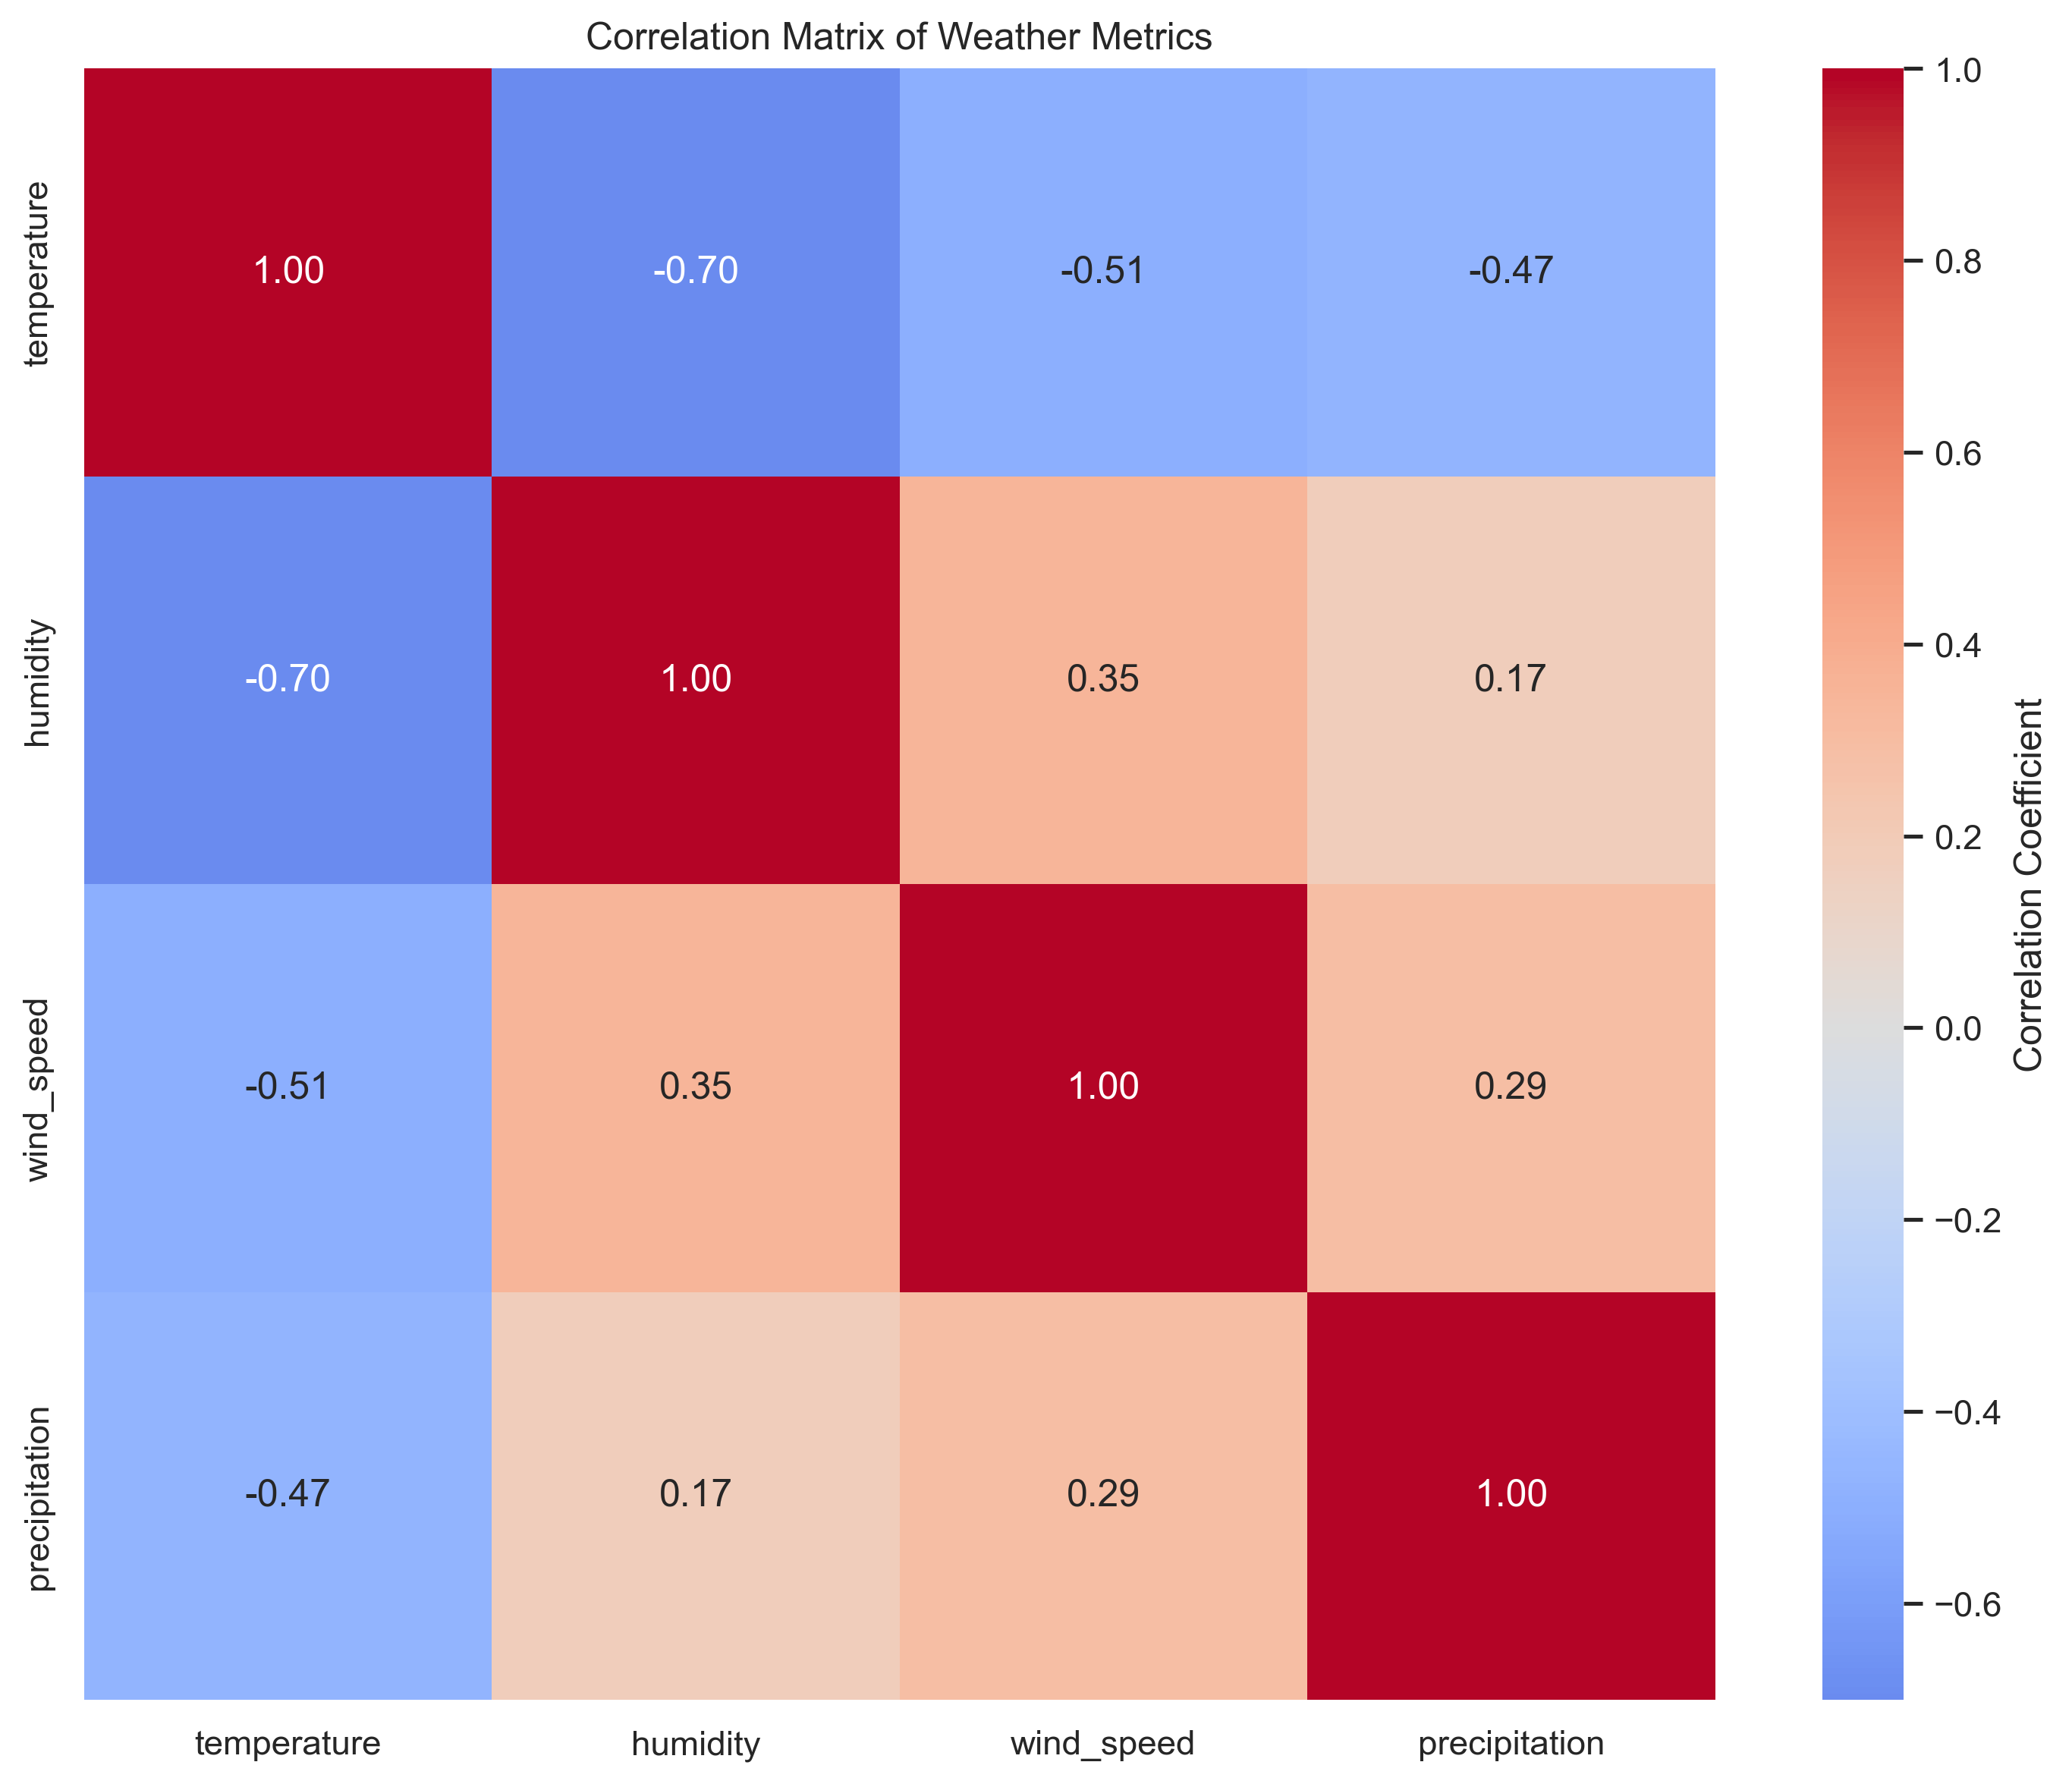 Correlation Matrix of Weather Metrics
temperature
1.00
-0.70
-0.51
-0.47
humidity
-0.70
1.00
0.35
0.17
wind_speed
-0.51
0.35
1.00
0.29
precipitation
-0.47
0.17
0.29
1.00
temperature
humidity
wind_speed
precipitation
1.0
0.8
0.6
0.4
0.2
0.0
−0.2
−0.4
−0.6
Correlation Coefficient